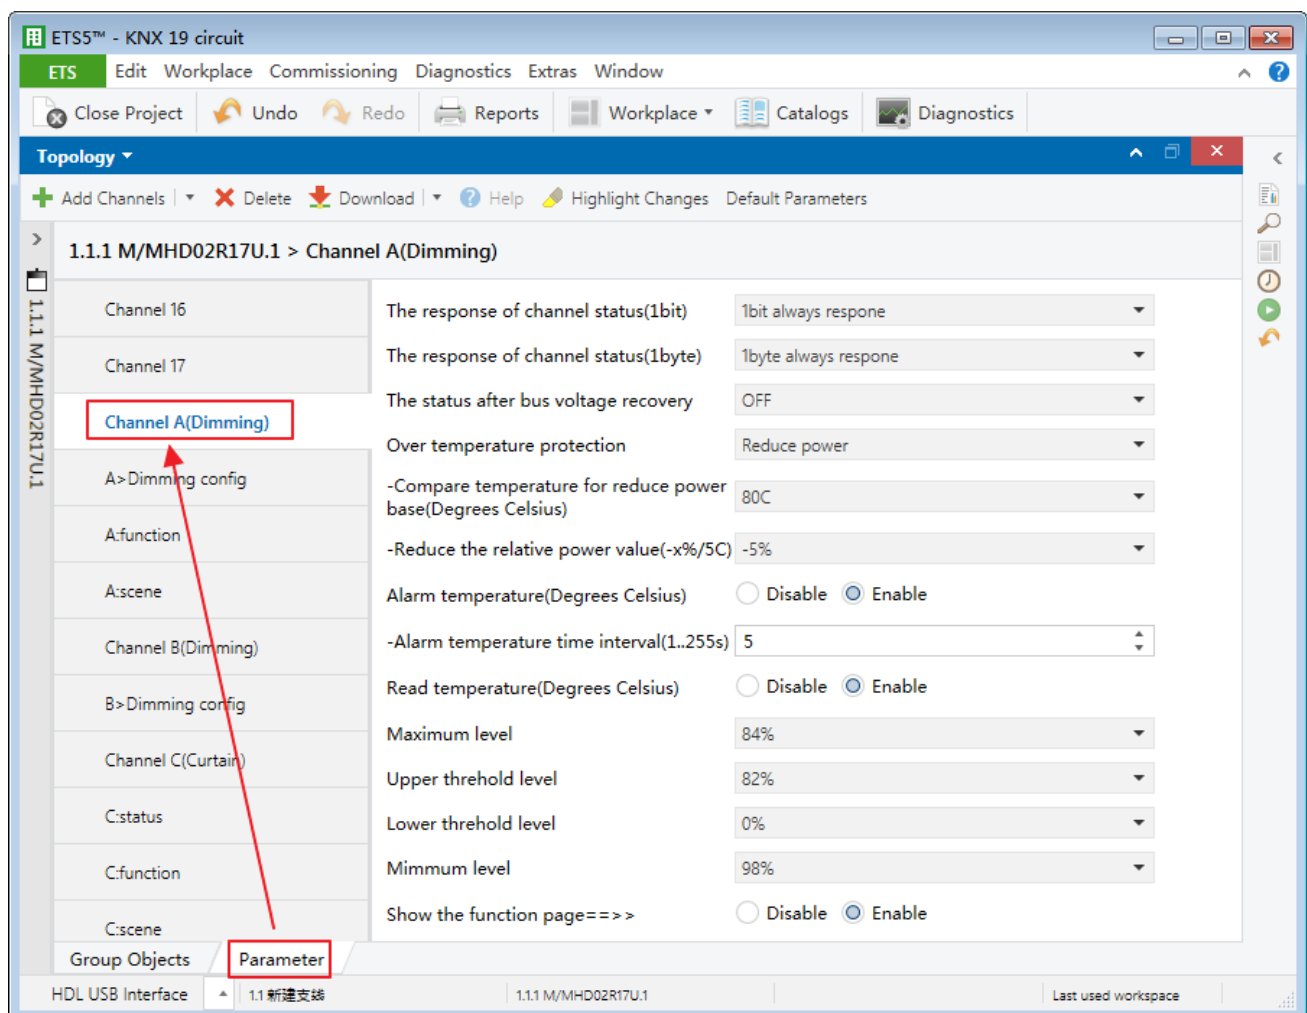 ETS5™ - KNX 19 circuit
ETS Edit Workplace Commissioning Diagnostics Extras Window
Close Project Undo Redo Reports Workplace Catalogs Diagnostics
Topology
Add Channels Delete Download Help Highlight Changes Default Parameters
1.1.1 M/MHD02R17U.1 > Channel A(Dimming)
1.1.1 M/MHD02R17U.1
Channel 16
Channel 17
Channel A(Dimming)
A>Dimming config
A:function
A:scene
Channel B(Dimming)
B>Dimming config
Channel C(Curtain)
C:status
C:function
C:scene
The response of channel status(1bit) 1bit always respone
The response of channel status(1byte) 1byte always respone
The status after bus voltage recovery OFF
Over temperature protection Reduce power
-Compare temperature for reduce power
base(Degrees Celsius) 80C
-Reduce the relative power value(-x%/5C) -5%
Alarm temperature(Degrees Celsius) Disable Enable
-Alarm temperature time interval(1..255s) 5
Read temperature(Degrees Celsius) Disable Enable
Maximum level 84%
Upper threhold level 82%
Lower threhold level 0%
Mimmum level 98%
Show the function page==>> Disable Enable
Group Objects Parameter
HDL USB Interface 1.1 新建支线 1.1.1 M/MHD02R17U.1 Last used workspace